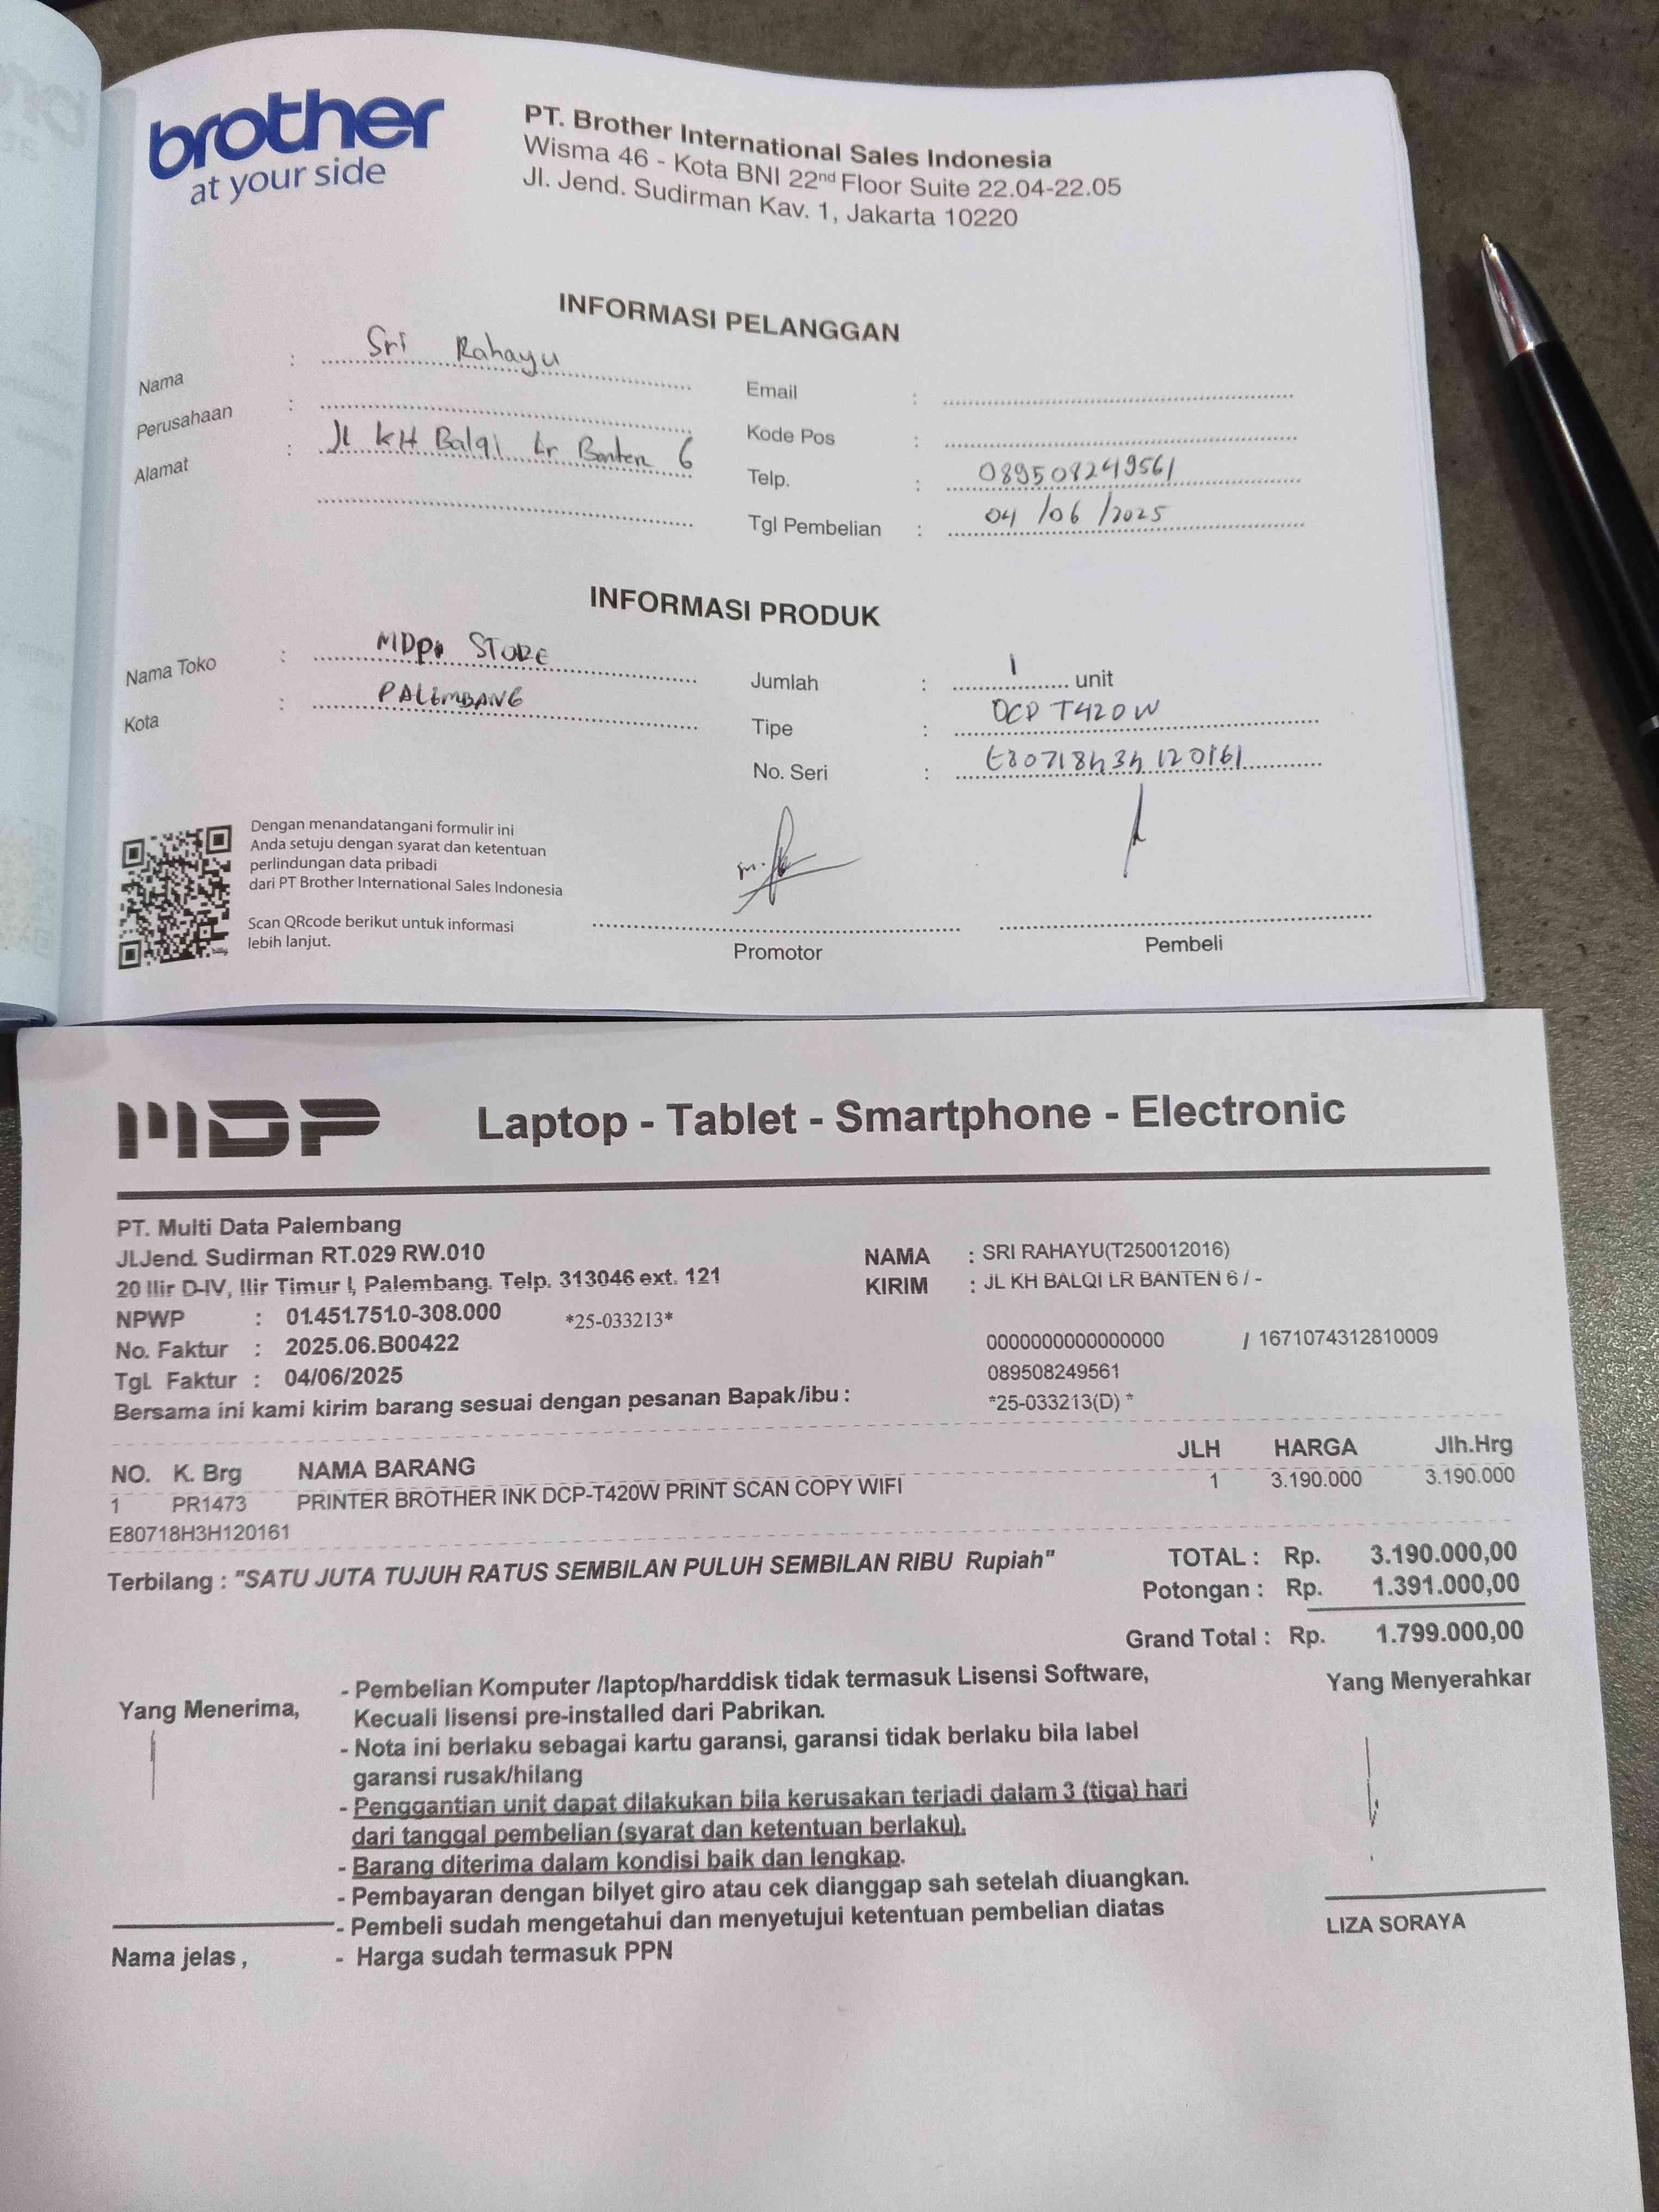 brother
at your side
PT. Brother International Sales Indonesia
Wisma 46 - Kota BNI 22nd Floor Suite 22.04-22.05
Jl. Jend. Sudirman Kav. 1, Jakarta 10220
INFORMASI PELANGGAN
Nama : Sri Rahayu
Perusahaan :
Alamat : Jl KH Balqi Lr Banten 6
Email :
Kode Pos :
Telp. : 089508249561
Tgl Pembelian : 04/06/2025
INFORMASI PRODUK
Nama Toko : MDP STORE
Kota : PALEMBANG
Jumlah : 1 unit
Tipe : DCP T420W
No. Seri : E80718h3h120161
Dengan menandatangani formulir ini
Anda setuju dengan syarat dan ketentuan
perlindungan data pribadi
dari PT Brother International Sales Indonesia
Scan QRcode berikut untuk informasi
lebih lanjut.
Promotor
Pembeli
MDP
Laptop - Tablet - Smartphone - Electronic
PT. Multi Data Palembang
Jl.Jend. Sudirman RT.029 RW.010
20 Ilir D-IV, Ilir Timur I, Palembang. Telp. 313046 ext. 121
NPWP : 01.451.751.0-308.000 *25-033213*
No. Faktur : 2025.06.B00422
Tgl. Faktur : 04/06/2025
Bersama ini kami kirim barang sesuai dengan pesanan Bapak/ibu :
NAMA : SRI RAHAYU(T250012016)
KIRIM : JL KH BALQI LR BANTEN 6 / -
0000000000000000 / 1671074312810009
089508249561
*25-033213(D) *
NO. K. Brg NAMA BARANG JLH HARGA Jlh.Hrg
1 PR1473 PRINTER BROTHER INK DCP-T420W PRINT SCAN COPY WIFI 1 3.190.000 3.190.000
E80718H3H120161
Terbilang : "SATU JUTA TUJUH RATUS SEMBILAN PULUH SEMBILAN RIBU Rupiah"
TOTAL : Rp. 3.190.000,00
Potongan : Rp. 1.391.000,00
Grand Total : Rp. 1.799.000,00
Yang Menerima,
- Pembelian Komputer /laptop/harddisk tidak termasuk Lisensi Software,
Kecuali lisensi pre-installed dari Pabrikan.
- Nota ini berlaku sebagai kartu garansi, garansi tidak berlaku bila label
garansi rusak/hilang
- Penggantian unit dapat dilakukan bila kerusakan terjadi dalam 3 (tiga) hari
dari tanggal pembelian (syarat dan ketentuan berlaku).
- Barang diterima dalam kondisi baik dan lengkap.
- Pembayaran dengan bilyet giro atau cek dianggap sah setelah diuangkan.
- Pembeli sudah mengetahui dan menyetujui ketentuan pembelian diatas
- Harga sudah termasuk PPN
Nama jelas ,
Yang Menyerahkar
LIZA SORAYA